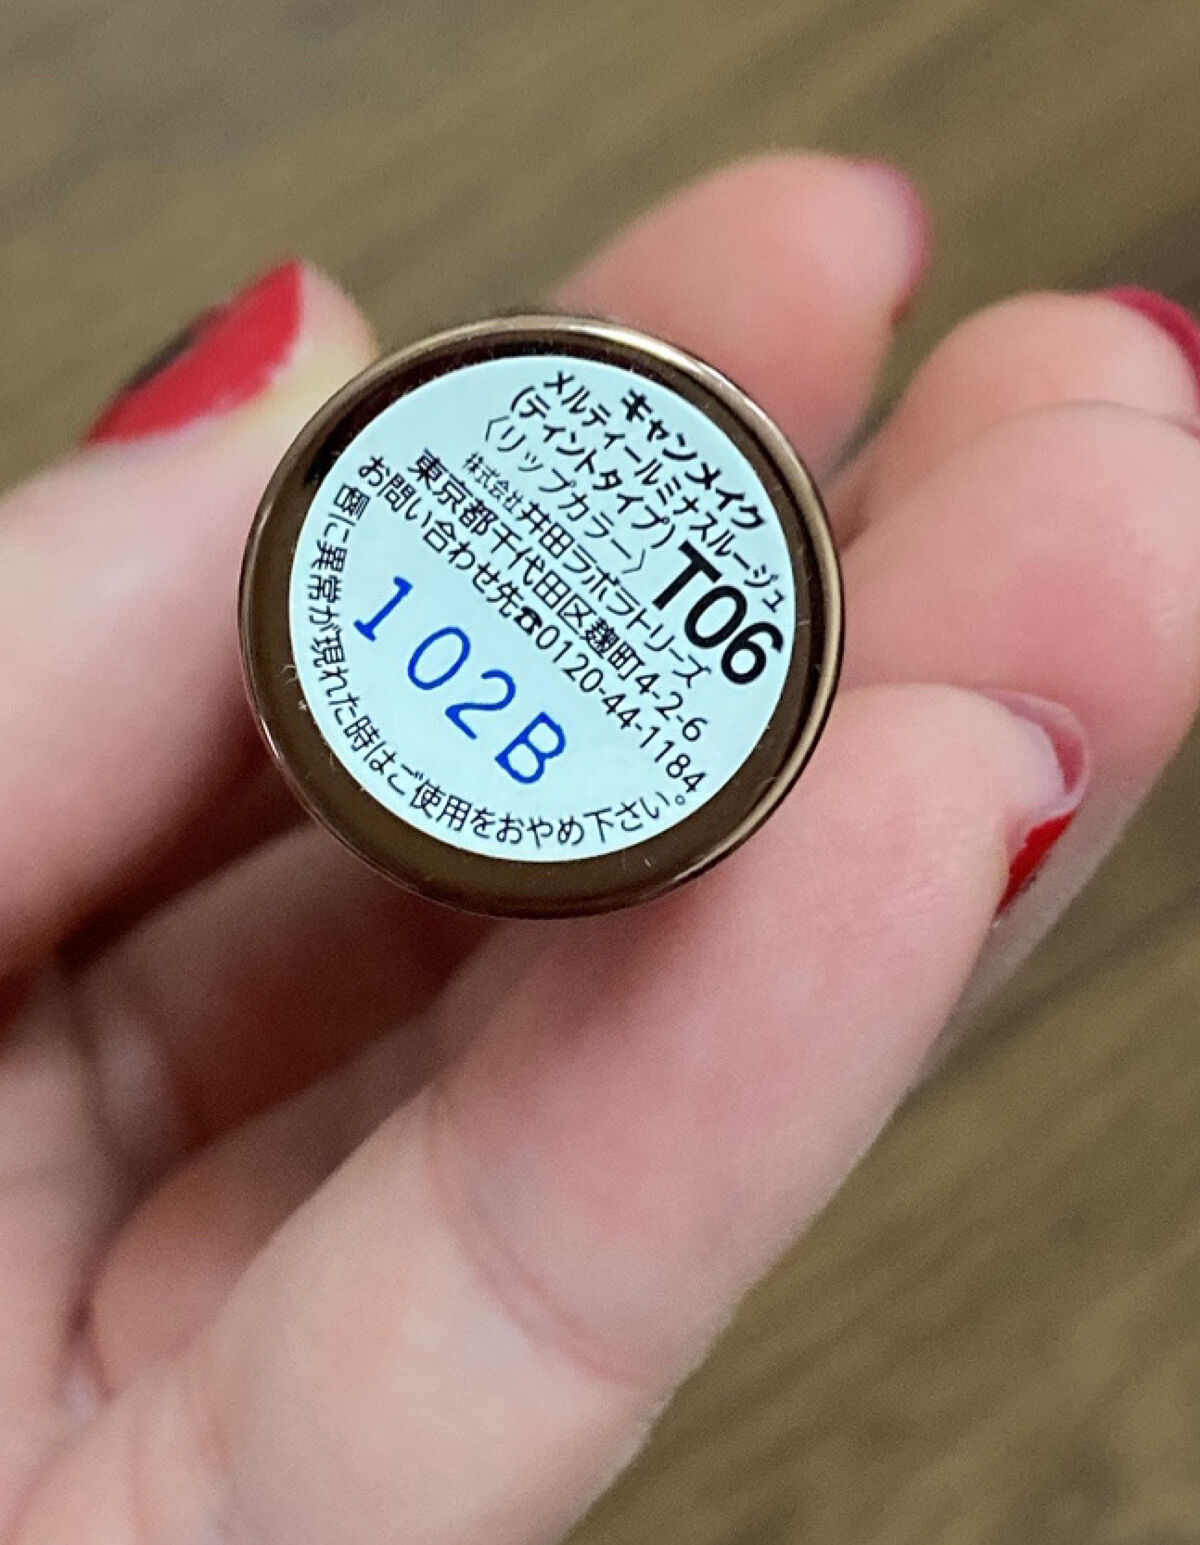 キャンメイク
メルティールミナスルージュ
(ティントタイプ) T06
〈リップカラー〉
株式会社 井田ラボラトリーズ
東京都千代田区麹町4-2-6
お問い合わせ先☎0120-44-1184
102B
唇に異常が現れた時はご使用をおやめ下さい。